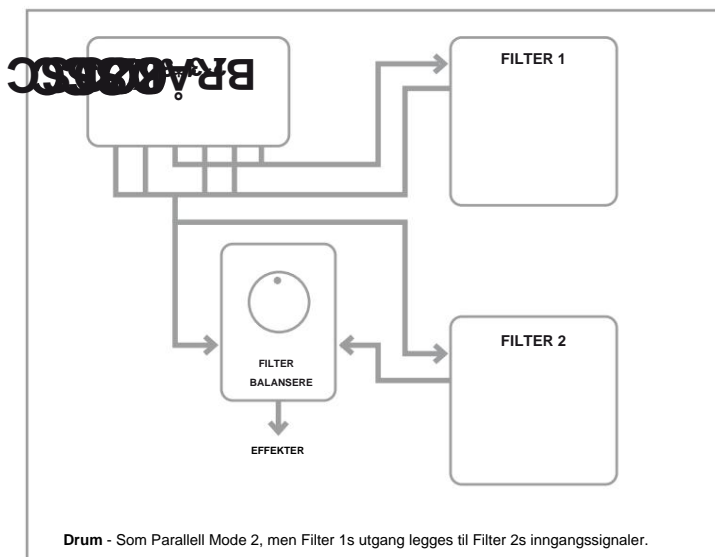 FILTER 1
FILTER 2
FILTER
BALANSERE
EFFEKTER
Drum - Som Parallell Mode 2, men Filter 1s utgang legges til Filter 2s inngangssignaler.